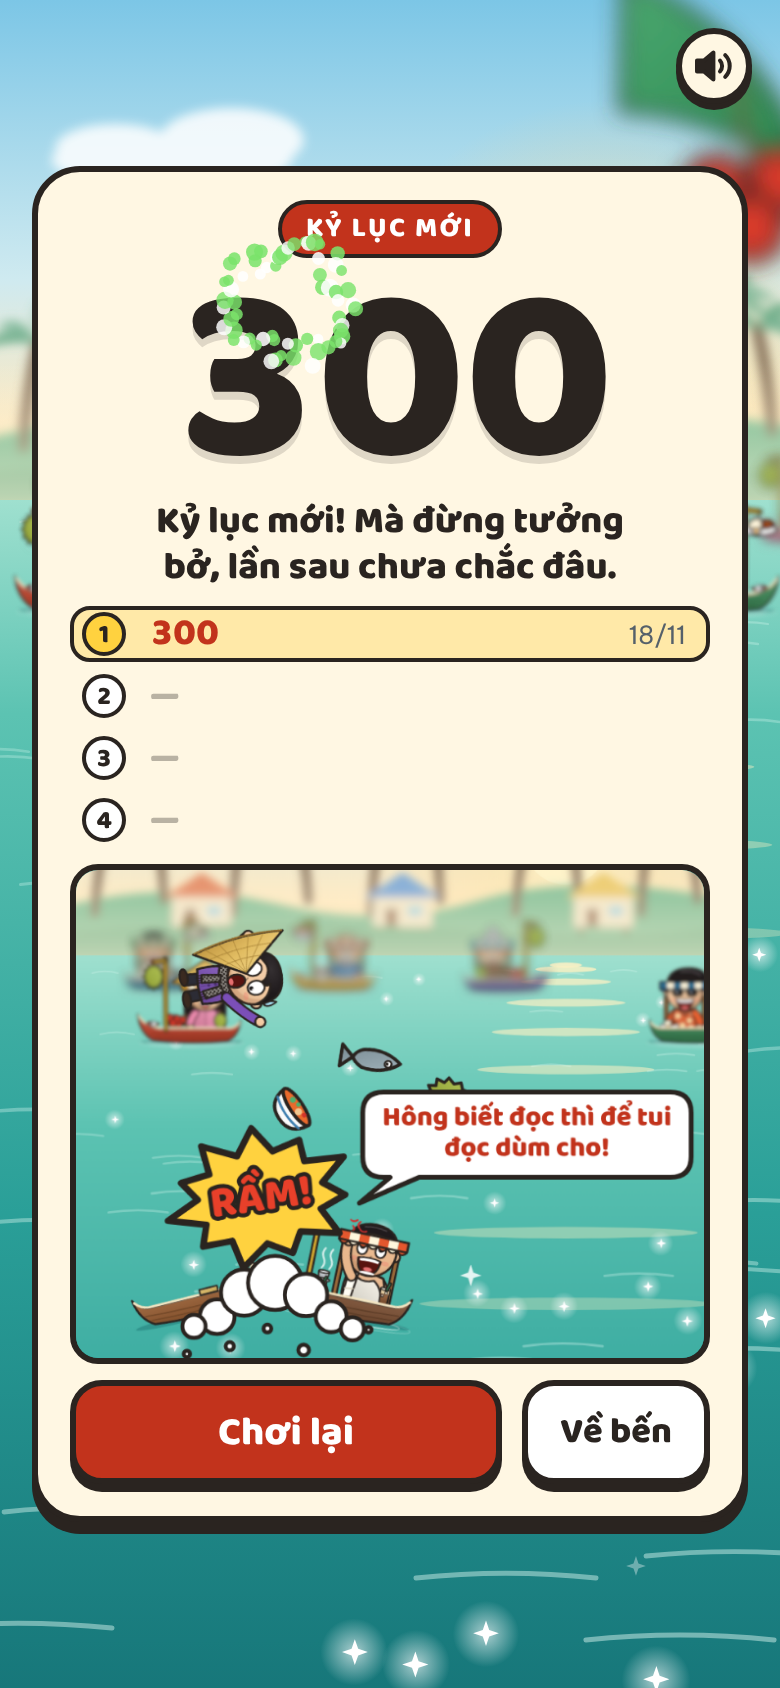 KỶ LỤC MỚI
300
Kỷ lục mới! Mà đừng tưởng
bở, lần sau chưa chắc đâu.
1 300 18/11
2 —
3 —
4 —
Hông biết đọc thì để tui
đọc dùm cho!
RẦM!
Chơi lại
Về bến